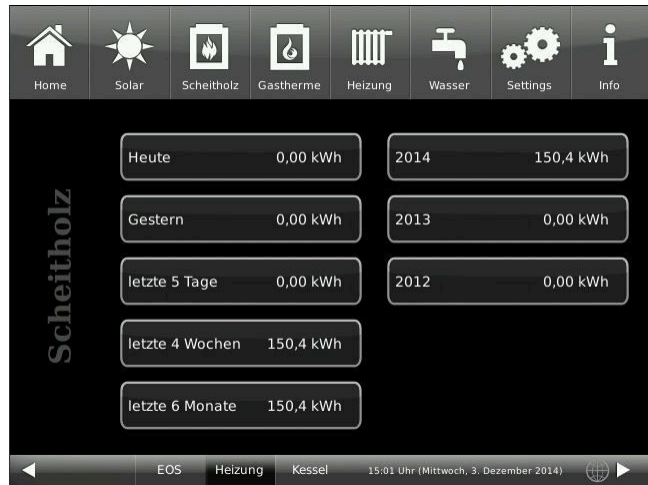 Home Solar Scheitholz Gastherme Heizung Wasser Settings Info
Scheitholz
Heute 0,00 kWh
2014 150,4 kWh
Gestern 0,00 kWh
2013 0,00 kWh
letzte 5 Tage 0,00 kWh
2012 0,00 kWh
letzte 4 Wochen 150,4 kWh
letzte 6 Monate 150,4 kWh
EOS Heizung Kessel 15:01 Uhr (Mittwoch, 3. Dezember 2014)